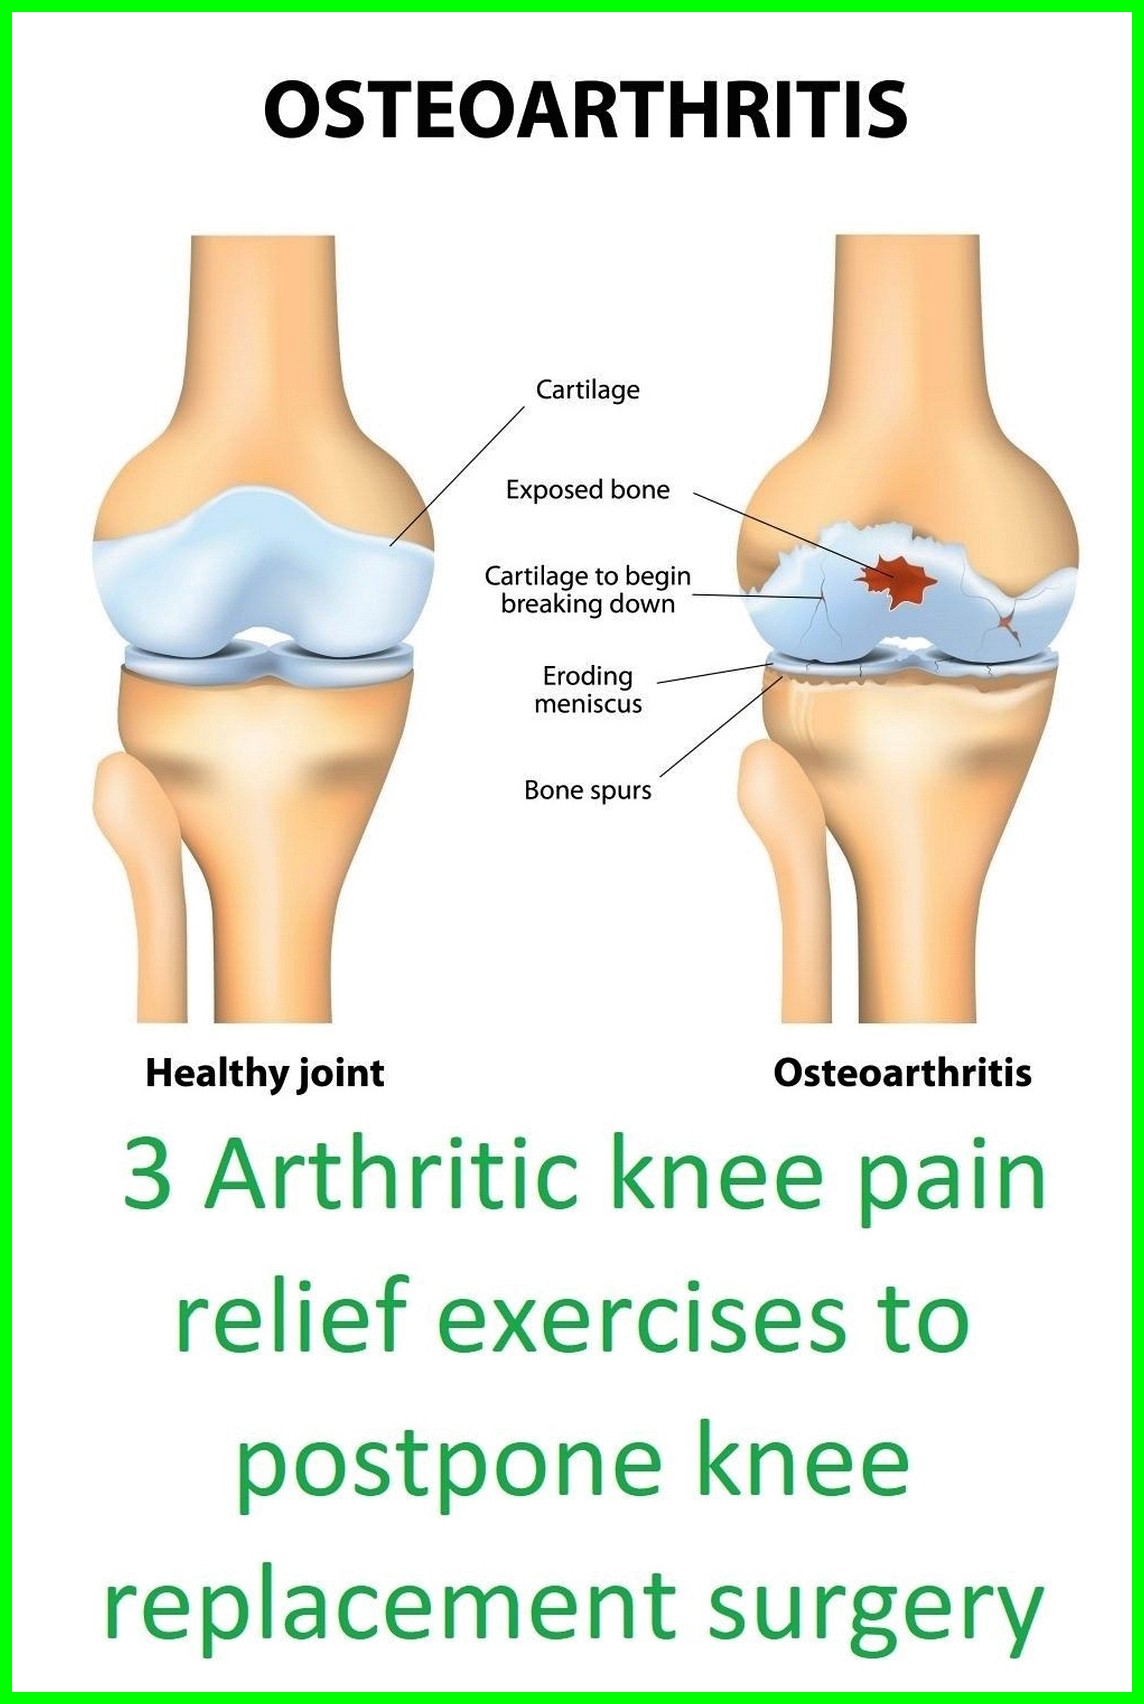 OSTEOARTHRITIS
Cartilage
Exposed bone
Cartilage to begin
breaking down
Eroding
meniscus
Bone spurs
Healthy joint
Osteoarthritis
3 Arthritic knee pain
relief exercises to
postpone knee
replacement surgery